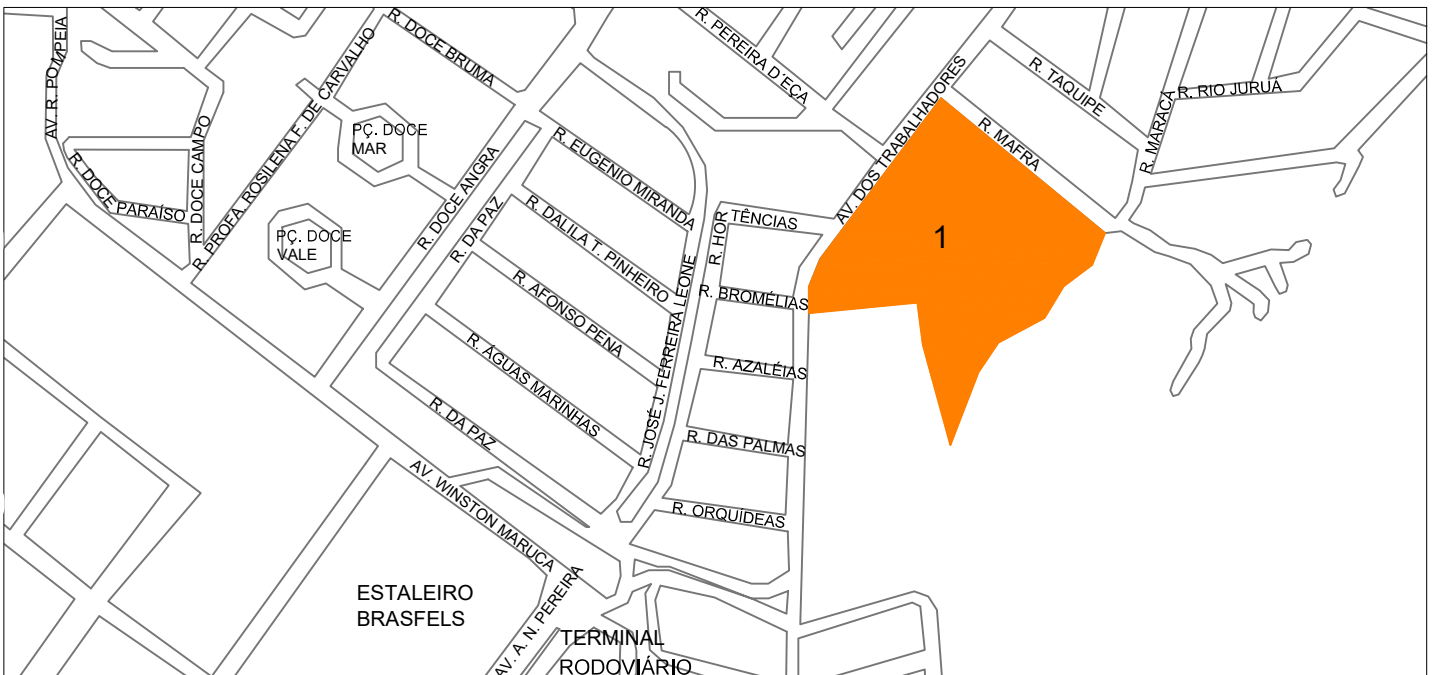 AV. R. POMPEIA
R. DOCE BRUMA
R. PEREIRA D'EÇA
R. TAQUIPE
R. RIO JURUÁ
R. MARACÁ
R. MAFRA
AV. DOS TRABALHADORES
R. PROFA. ROSILENA F. DE CARVALHO
PÇ. DOCE
MAR
R. DOCE CAMPO
R. DOCE PARAÍSO
PÇ. DOCE
VALE
R. DOCE ANGRA
R. DA PAZ
R. EUGENIO MIRANDA
R. DALILA T. PINHEIRO
R. AFONSO PENA
R. ÁGUAS MARINHAS
R. DA PAZ
R. JOSÉ J. FERREIRA LEONE
R. HOR TÊNCIAS
R. BROMÉLIAS
R. AZALÉIAS
R. DAS PALMAS
R. ORQUÍDEAS
1
AV. WINSTON MARUCA
AV. A. N. PEREIRA
ESTALEIRO
BRASFELS
TERMINAL
RODOVIÁRIO